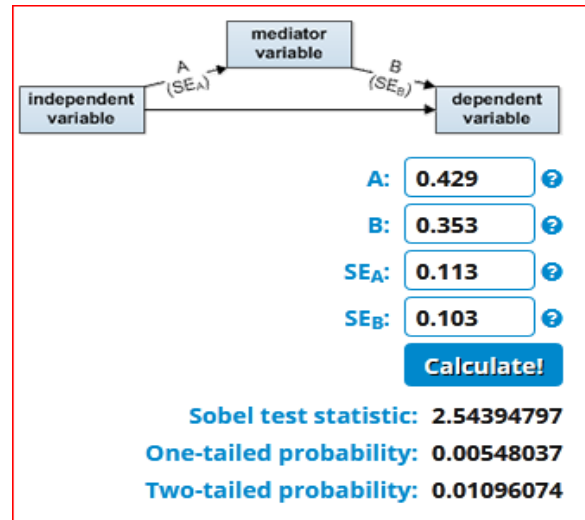 mediator
variable
A
(SEA)
B
(SEB)
independent
variable
dependent
variable
A: 0.429 ?
B: 0.353 ?
SEA: 0.113 ?
SEB: 0.103 ?
Calculate!
Sobel test statistic: 2.54394797
One-tailed probability: 0.00548037
Two-tailed probability: 0.01096074